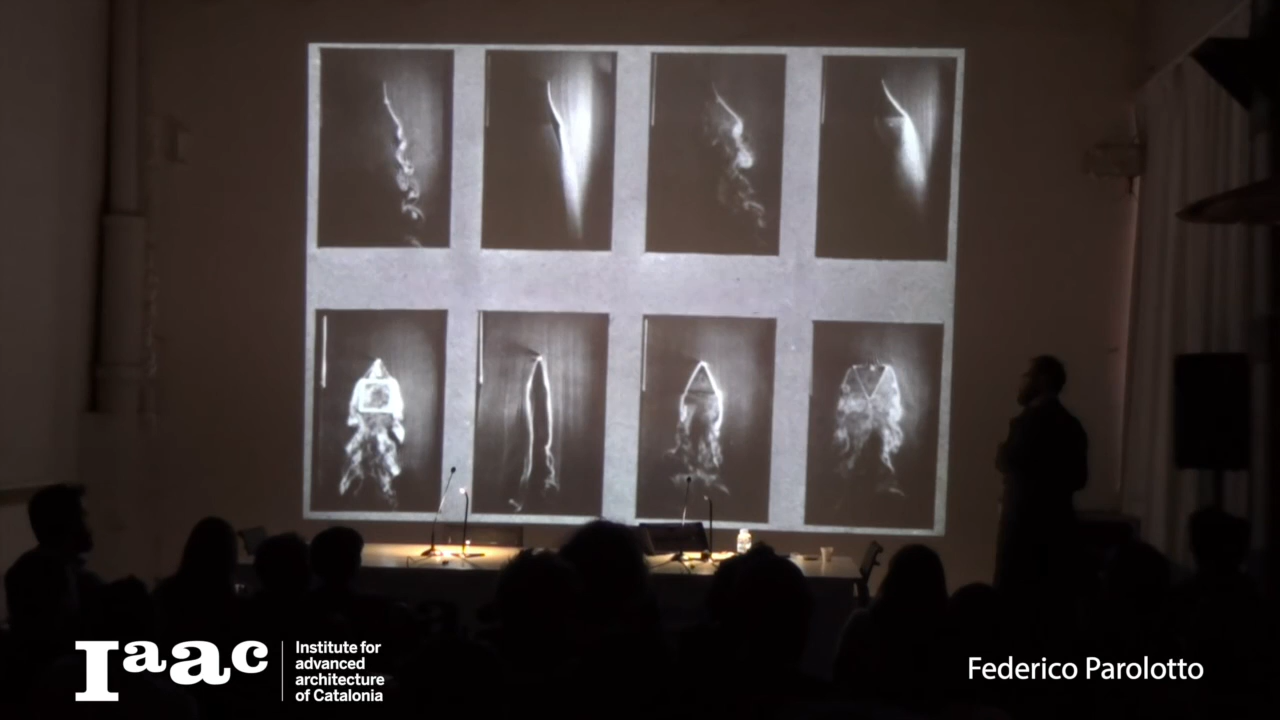 Iaac
Institute for
advanced
architecture
of Catalonia
Federico Parolotto